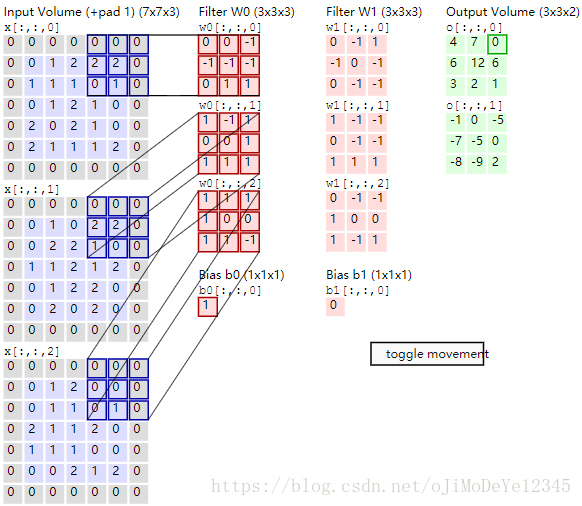 Input Volume (+pad 1) (7x7x3)
x[:,:,0]
0 0 0 0 0 0 0
0 0 1 2 2 2 0
0 1 1 1 0 1 0
0 0 1 2 1 0 0
0 2 0 2 1 0 0
0 2 1 1 1 2 0
0 0 0 0 0 0 0
x[:,:,1]
0 0 0 0 0 0 0
0 0 1 0 2 2 0
0 0 2 2 1 0 0
0 1 1 2 1 2 0
0 0 0 2 0 0 0
0 0 2 0 2 0 0
0 0 0 0 0 0 0
x[:,:,2]
0 0 0 0 0 0 0
0 0 1 2 0 0 0
0 0 1 1 0 1 0
0 2 1 1 2 2 0
0 1 1 1 0 0 0
0 0 0 2 1 2 0
0 0 0 0 0 0 0
Filter W0 (3x3x3)
w0[:,:,0]
0 0 -1
-1 -1 -1
0 1 1
w0[:,:,1]
1 -1 1
0 0 1
1 1 1
w0[:,:,2]
1 1 1
1 0 0
1 1 -1
Bias b0 (1x1x1)
b0[:,:,0]
1
Filter W1 (3x3x3)
w1[:,:,0]
0 -1 1
-1 0 -1
0 -1 -1
w1[:,:,1]
1 -1 -1
0 -1 -1
1 1 1
w1[:,:,2]
0 -1 -1
1 0 0
1 -1 1
Bias b1 (1x1x1)
b1[:,:,0]
0
Output Volume (3x3x2)
o[:,:,0]
4 7 0
6 12 6
3 2 1
o[:,:,1]
-1 0 -5
-7 -5 0
-8 -9 2
toggle movement
https://blog.csdn.net/oJiMoDeYe12345